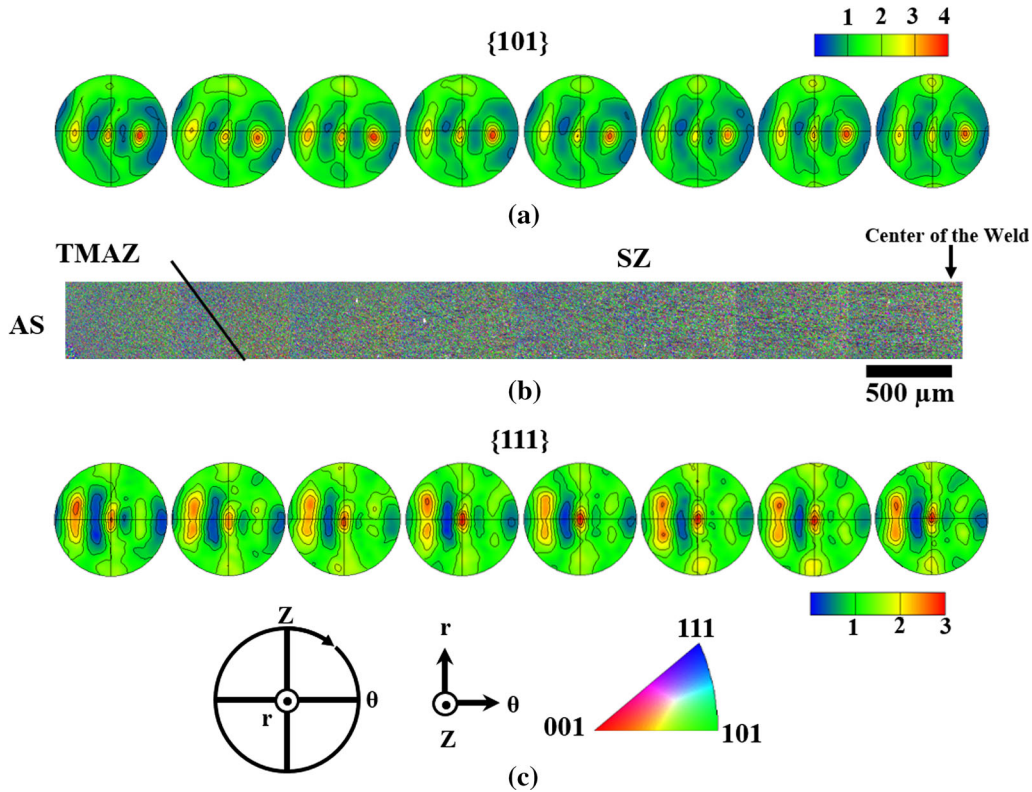 {101}
1 2 3 4
(a)
Center of the Weld
TMAZ
SZ
AS
500 μm
(b)
{111}
1 2 3
Z
θ
r
r
θ
Z
111
001
101
(c)